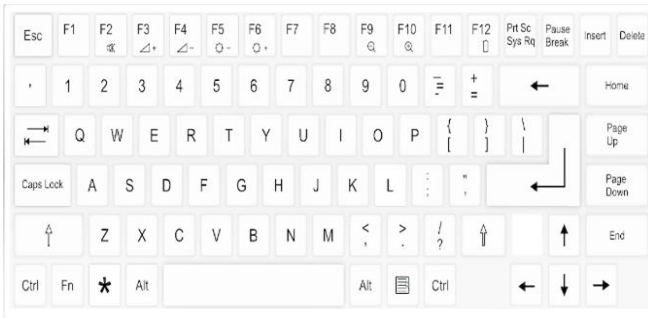 Esc F1 F2 F3 F4 F5 F6 F7 F8 F9 F10 F11 F12 Prt Sc Sys Rq Pause Break Insert Delete
1 2 3 4 5 6 7 8 9 0 - = + = Home
Q W E R T Y U I O P { [ } ] \ | Page Up
Caps Lock A S D F G H J K L : ; " , Page Down
Z X C V B N M < , > . / ? End
Ctrl Fn * Alt Alt Ctrl